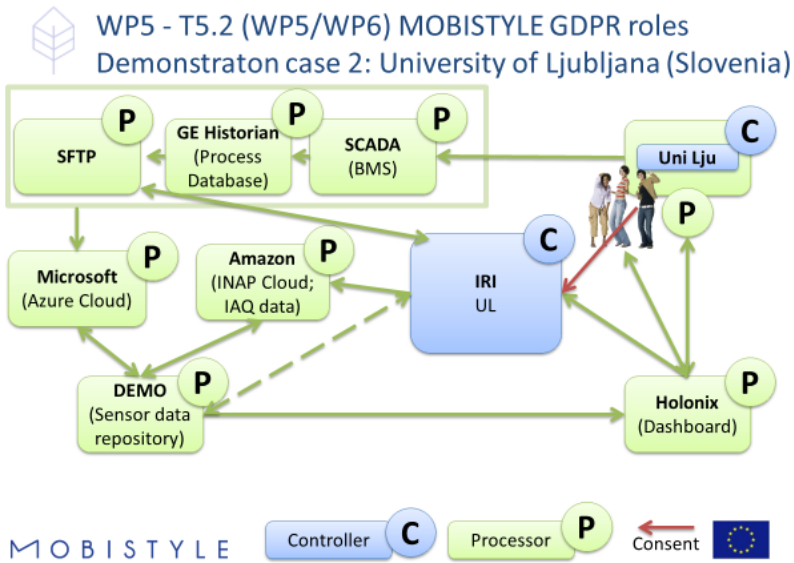 WP5 - T5.2 (WP5/WP6) MOBISTYLE GDPR roles
Demonstraton case 2: University of Ljubljana (Slovenia)
P
P
P
C
SFTP
GE Historian
(Process
Database)
SCADA
(BMS)
Uni Lju
P
C
P
P
Microsoft
(Azure Cloud)
Amazon
(INAP Cloud;
IAQ data)
IRI
UL
P
P
DEMO
(Sensor data
repository)
Holonix
(Dashboard)
MOBISTYLE
Controller
C
Processor
P
Consent